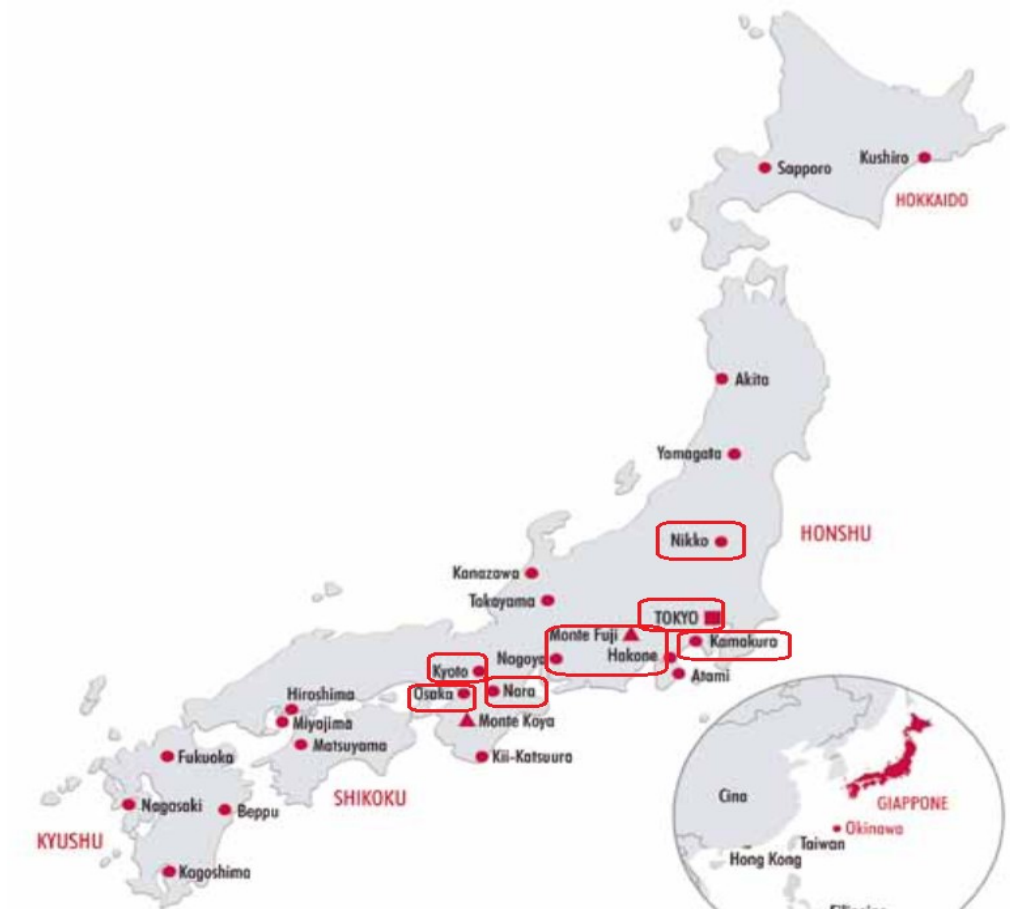 Kushiro
Sapporo
HOKKAIDO
Akita
Yamagata
HONSHU
Nikko
Kanazawa
Takayama
TOKYO
Monte Fuji
Kamakura
Nagoya
Hakone
Kyoto
Atami
Osaka
Nara
Hiroshima
Miyajima
Monte Koya
Matsuyama
Fukuoka
Kii-Katsuura
SHIKOKU
Cina
Nagasaki
Beppu
GIAPPONE
KYUSHU
Okinawa
Taiwan
Hong Kong
Kagoshima